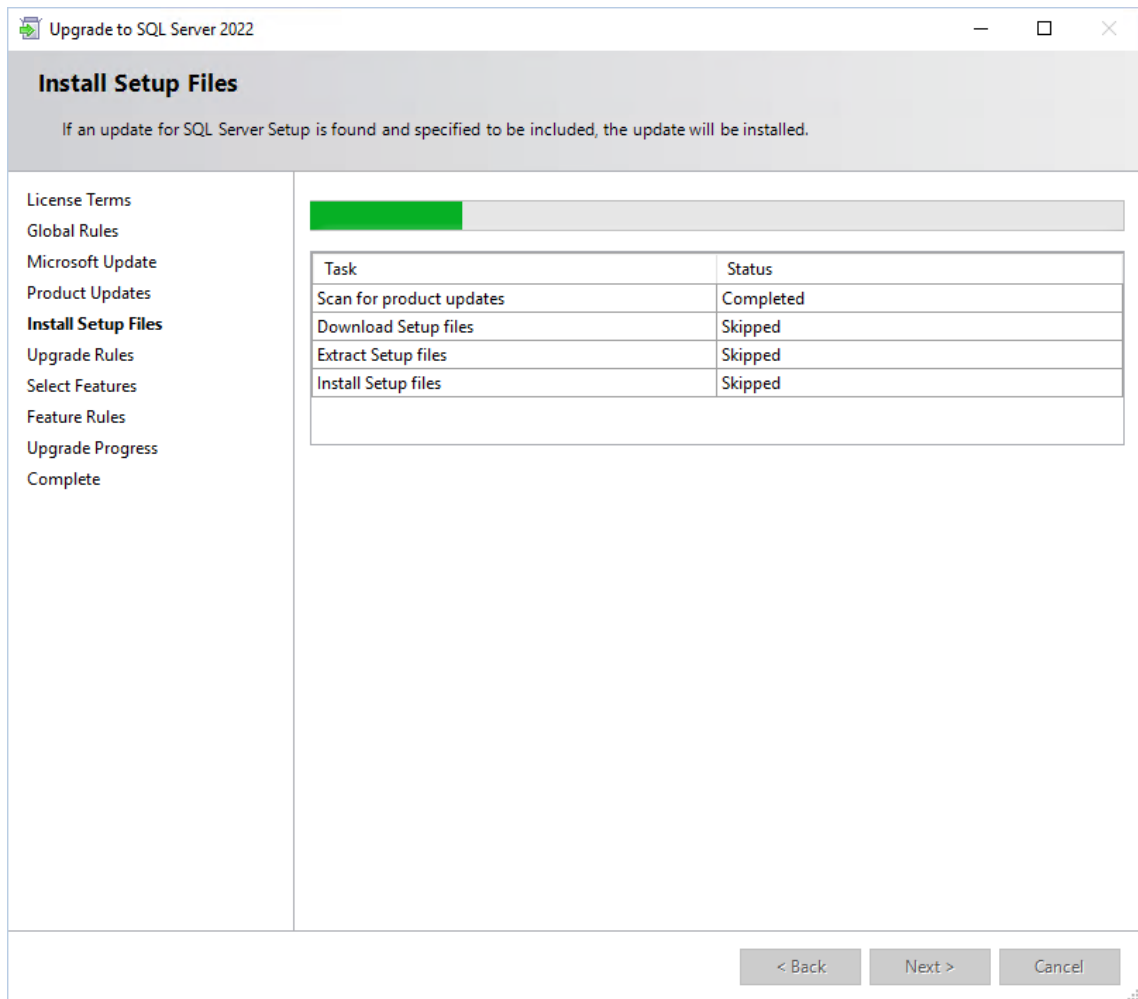 Upgrade to SQL Server 2022
Install Setup Files
If an update for SQL Server Setup is found and specified to be included, the update will be installed.
License Terms
Global Rules
Microsoft Update
Product Updates
Install Setup Files
Upgrade Rules
Select Features
Feature Rules
Upgrade Progress
Complete
Task Status
Scan for product updates Completed
Download Setup files Skipped
Extract Setup files Skipped
Install Setup files Skipped
< Back Next > Cancel